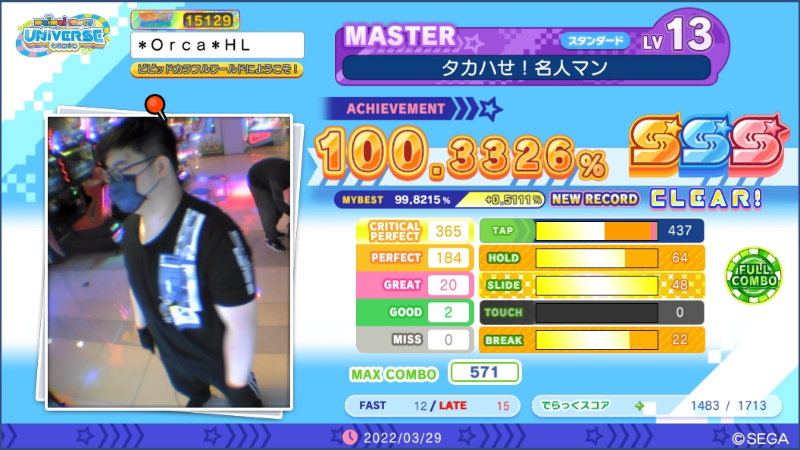 maimai でらっくす
UNiVERSE
15129
*Orca*HL
ビビッドカラフルワールドにようこそ!
MASTER
スタンダード
LV 13
タカハせ!名人マン
ACHIEVEMENT
100.3326%
SSS
MYBEST 99,8215% +0,5111% NEW RECORD
CLEAR!
CRITICAL PERFECT 365
PERFECT 184
GREAT 20
GOOD 2
MISS 0
TAP 437
HOLD 64
SLIDE 48
TOUCH 0
BREAK 22
FULL COMBO
MAX COMBO 571
FAST 12/LATE 15
でらっくスコア 1483 / 1713
2022/03/29
©SEGA